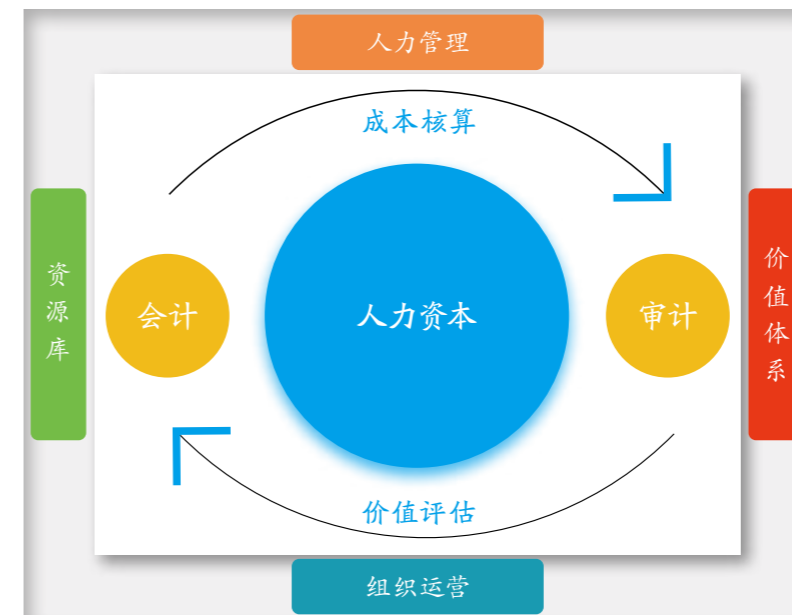 人力管理
成本核算
资源库
会计
人力资本
审计
价值体系
价值评估
组织运营